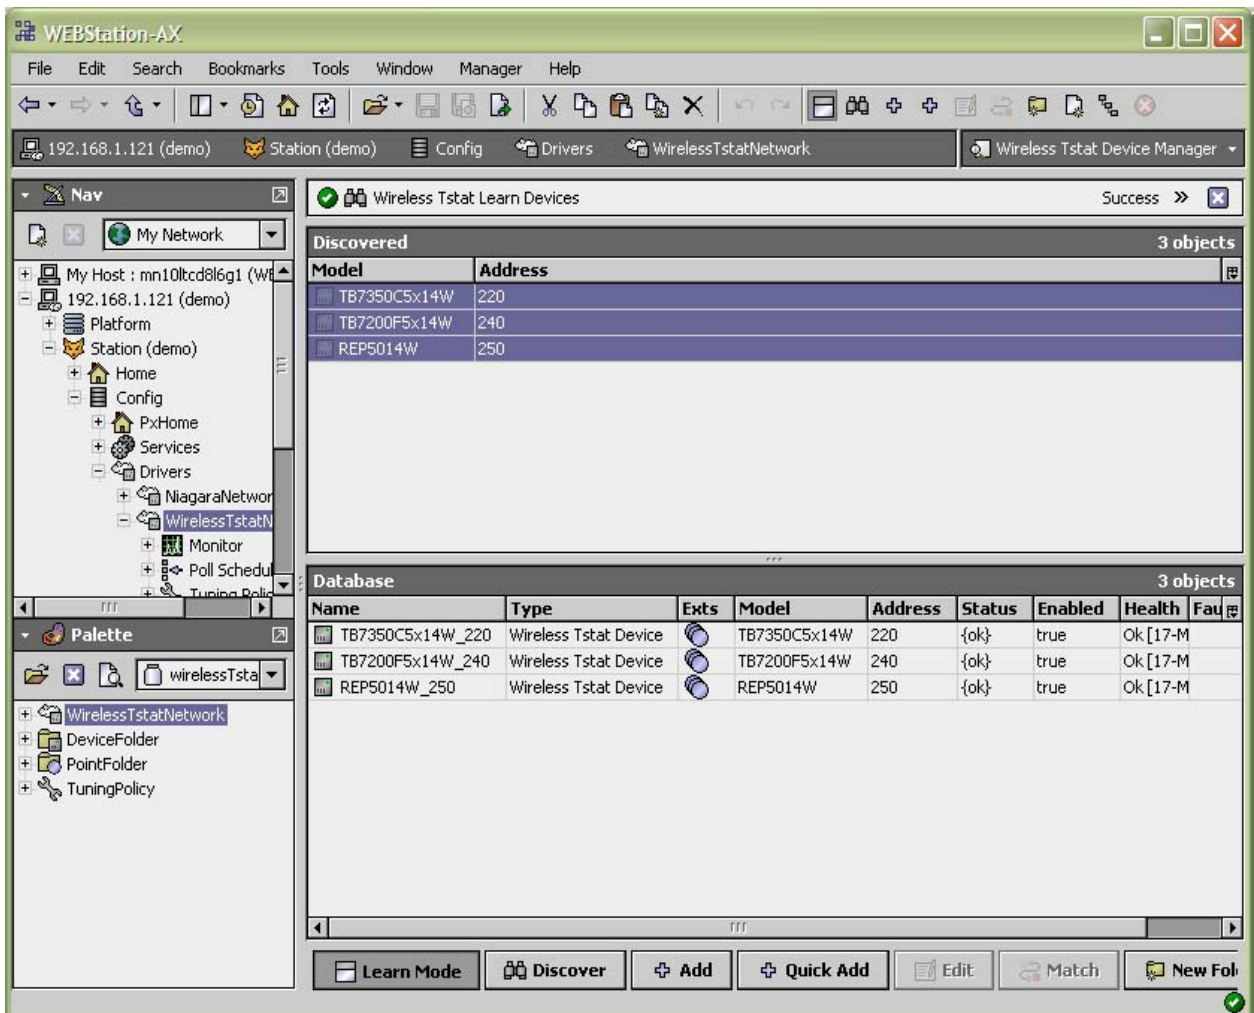 WEBStation-AX
File Edit Search Bookmarks Tools Window Manager Help
192.168.1.121 (demo) Station (demo) Config Drivers WirelessTstatNetwork Wireless Tstat Device Manager
Nav
My Network
My Host : mn10ltcd8l6g1 (WE
192.168.1.121 (demo)
Platform
Station (demo)
Home
Config
PxHome
Services
Drivers
NiagaraNetwor
WirelessTstatN
Monitor
Poll Schedul
Tuning Polic
Palette
wirelessTsta
WirelessTstatNetwork
DeviceFolder
PointFolder
TuningPolicy
Wireless Tstat Learn Devices Success »
Discovered 3 objects
Model Address
TB7350C5x14W 220
TB7200F5x14W 240
REP5014W 250
Database 3 objects
Name Type Exts Model Address Status Enabled Health Fau
TB7350C5x14W_220 Wireless Tstat Device TB7350C5x14W 220 {ok} true Ok [17-M
TB7200F5x14W_240 Wireless Tstat Device TB7200F5x14W 240 {ok} true Ok [17-M
REP5014W_250 Wireless Tstat Device REP5014W 250 {ok} true Ok [17-M
Learn Mode Discover Add Quick Add Edit Match New Fol